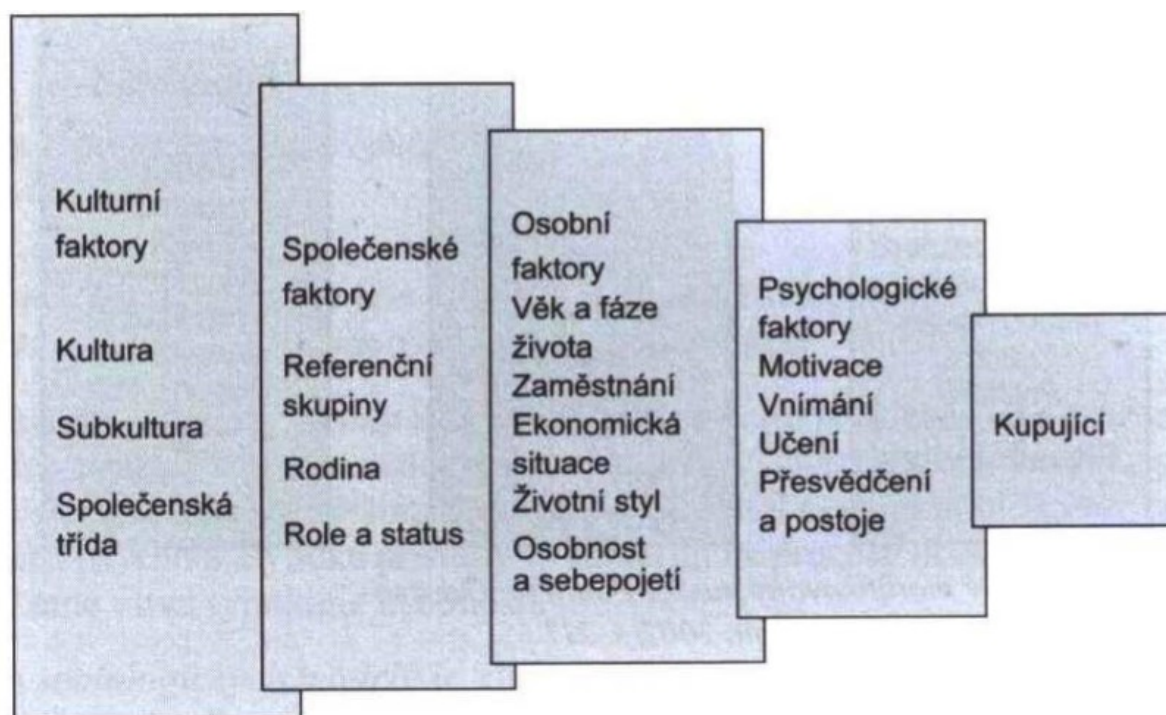 Kulturní
faktory
Kultura
Subkultura
Společenská
třída
Společenské
faktory
Referenční
skupiny
Rodina
Role a status
Osobní
faktory
Věk a fáze
života
Zaměstnání
Ekonomická
situace
Životní styl
Osobnost
a sebepojetí
Psychologické
faktory
Motivace
Vnímání
Učení
Přesvědčení
a postoje
Kupující